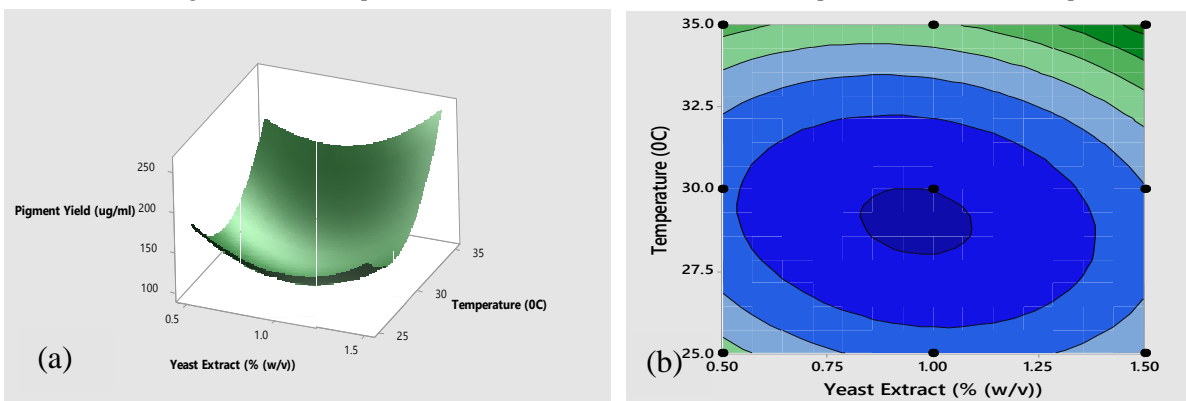 250
200
Pigment Yield (ug/ml)
150
100
0.5
1.0
1.5
Yeast Extract (% (w/v))
25
30
35
Temperature (0C)
(a)
35.0
32.5
30.0
27.5
25.0
Temperature (0C)
(b)
0.50
0.75
1.00
1.25
1.50
Yeast Extract (% (w/v))